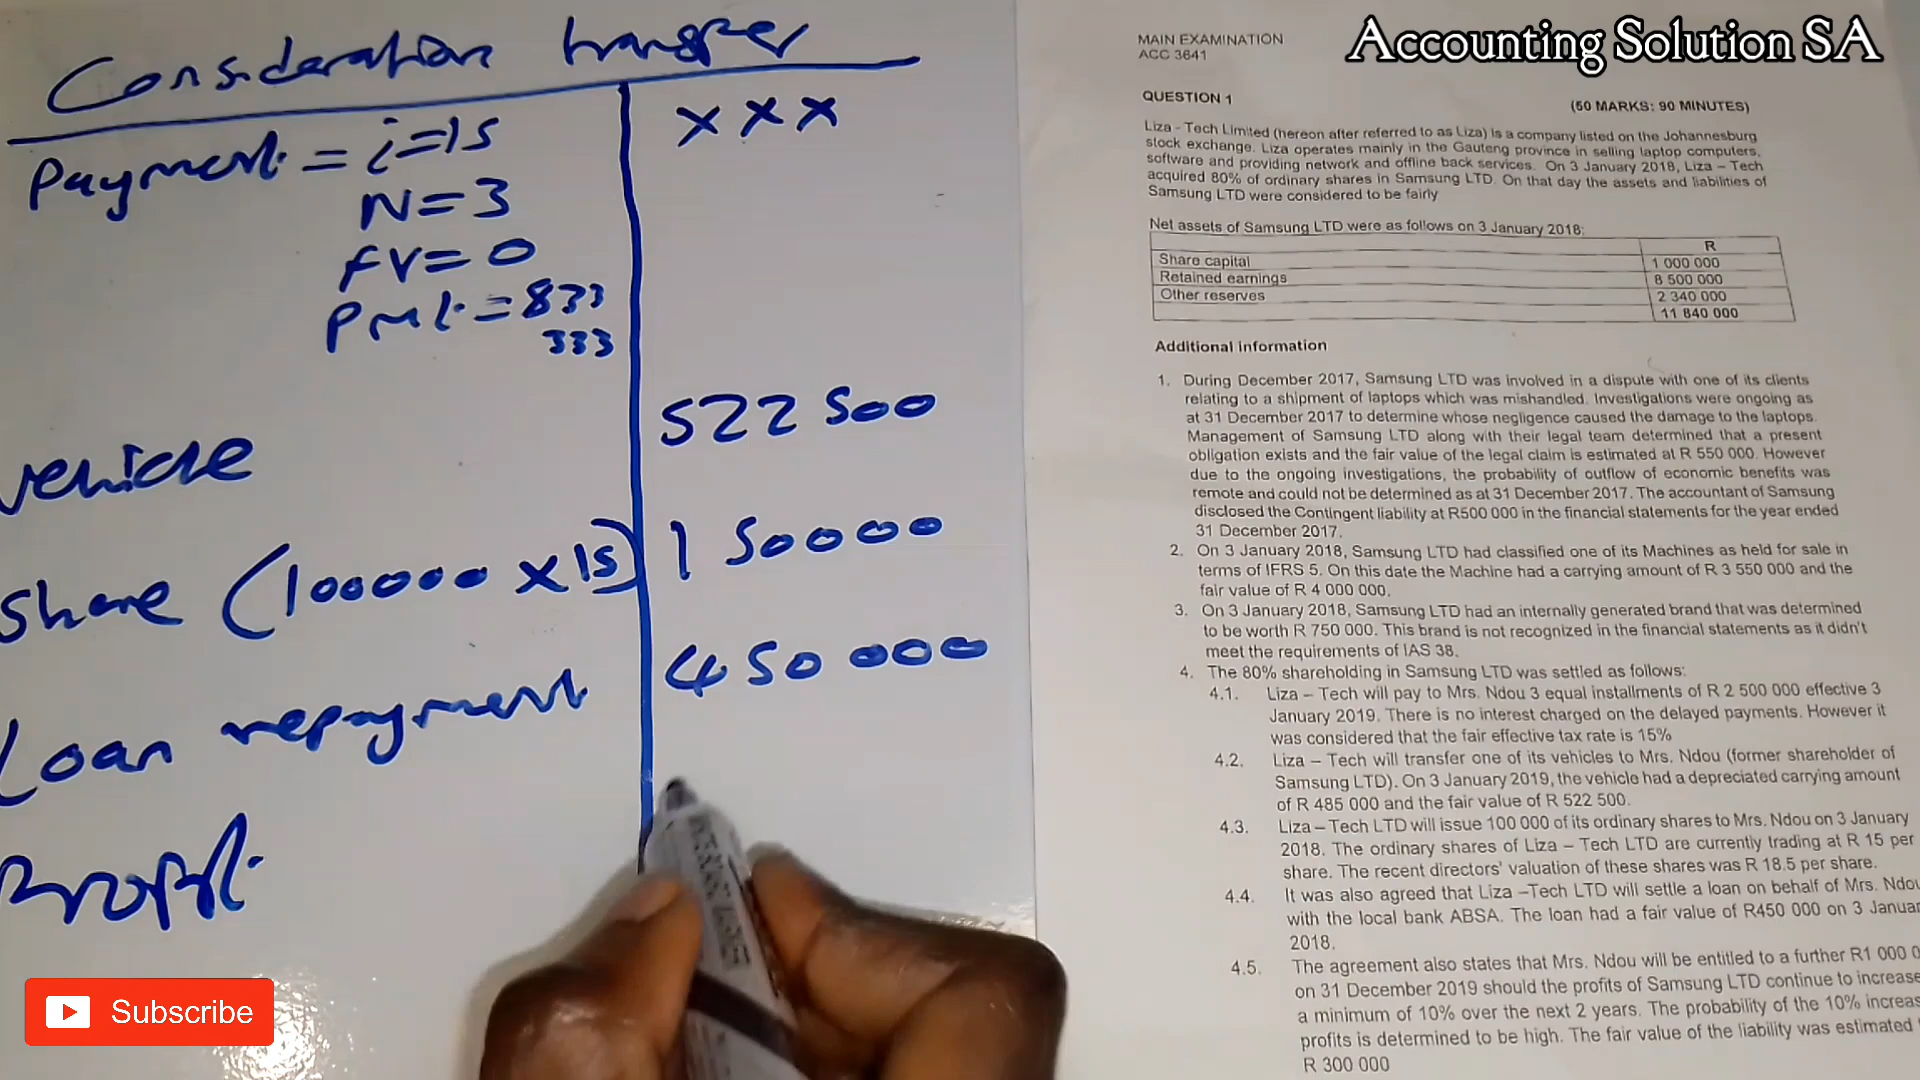 Consideration transfer
Payment = i=15
N=3
FV=0
Pmt.=833
333
xxx
Vehicle 522 500
Share (100000 x 15) 150000
Loan repayment 450 000
Profit
Subscribe
Accounting Solution SA
MAIN EXAMINATION
ACC 3641
QUESTION 1
(50 MARKS: 90 MINUTES)
Liza - Tech Limited (hereon after referred to as Liza) is a company listed on the Johannesburg
stock exchange. Liza operates mainly in the Gauteng province in selling laptop computers,
software and providing network and offline back services. On 3 January 2018, Liza – Tech
acquired 80% of ordinary shares in Samsung LTD. On that day the assets and liabilities of
Samsung LTD were considered to be fairly
Net assets of Samsung LTD were as follows on 3 January 2018:
R
Share capital 1 000 000
Retained earnings 8 500 000
Other reserves 2 340 000
11 840 000
Additional information
1. During December 2017, Samsung LTD was involved in a dispute with one of its clients
relating to a shipment of laptops which was mishandled. Investigations were ongoing as
at 31 December 2017 to determine whose negligence caused the damage to the laptops.
Management of Samsung LTD along with their legal team determined that a present
obligation exists and the fair value of the legal claim is estimated at R 550 000. However
due to the ongoing investigations, the probability of outflow of economic benefits was
remote and could not be determined as at 31 December 2017. The accountant of Samsung
disclosed the Contingent liability at R500 000 in the financial statements for the year ended
31 December 2017.
2. On 3 January 2018, Samsung LTD had classified one of its Machines as held for sale in
terms of IFRS 5. On this date the Machine had a carrying amount of R 3 550 000 and the
fair value of R 4 000 000.
3. On 3 January 2018, Samsung LTD had an internally generated brand that was determined
to be worth R 750 000. This brand is not recognized in the financial statements as it didn't
meet the requirements of IAS 38.
4. The 80% shareholding in Samsung LTD was settled as follows:
4.1. Liza – Tech will pay to Mrs. Ndou 3 equal installments of R 2 500 000 effective 3
January 2019. There is no interest charged on the delayed payments. However it
was considered that the fair effective tax rate is 15%
4.2. Liza – Tech will transfer one of its vehicles to Mrs. Ndou (former shareholder of
Samsung LTD). On 3 January 2019, the vehicle had a depreciated carrying amount
of R 485 000 and the fair value of R 522 500.
4.3. Liza – Tech LTD will issue 100 000 of its ordinary shares to Mrs. Ndou on 3 January
2018. The ordinary shares of Liza – Tech LTD are currently trading at R 15 per
share. The recent directors' valuation of these shares was R 18.5 per share.
4.4. It was also agreed that Liza –Tech LTD will settle a loan on behalf of Mrs. Ndou
with the local bank ABSA. The loan had a fair value of R450 000 on 3 Januar
2018.
4.5. The agreement also states that Mrs. Ndou will be entitled to a further R1 000 0
on 31 December 2019 should the profits of Samsung LTD continue to increase
a minimum of 10% over the next 2 years. The probability of the 10% increas
profits is determined to be high. The fair value of the liability was estimated
R 300 000